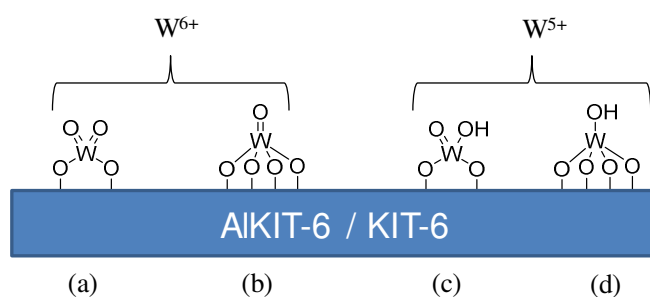 W⁶⁺ W⁵⁺
O O O O OH OH
W W W W
O O O O O O O O O O O O
AlKIT-6 / KIT-6
(a) (b) (c) (d)